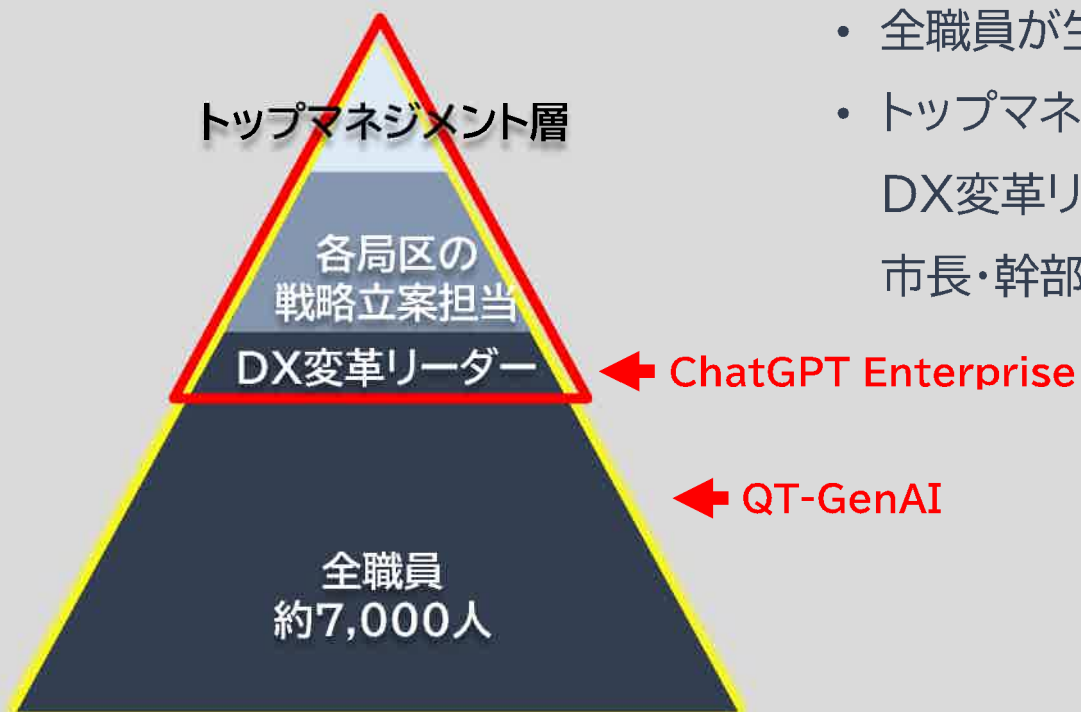 トップマネジメント層
各局区の
戦略立案担当
DX変革リーダー
全職員
約7,000人
ChatGPT Enterprise
QT-GenAI
• 全職員が
• トップマネ
DX変革リ
市長・幹部